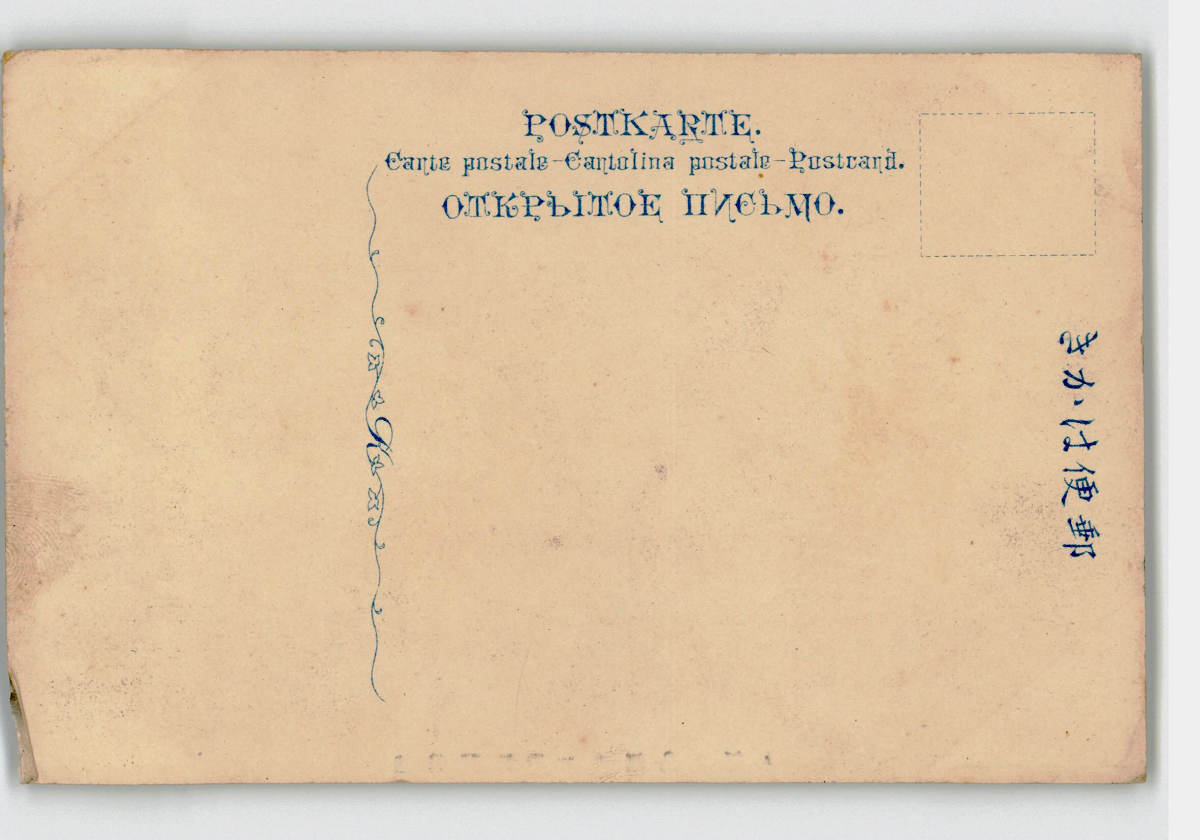 POSTKARTE.
Carte postale-Cartolina postale-Postcard.
ОТКРЫТОЕ ПИСЬМО.
郵便はかき